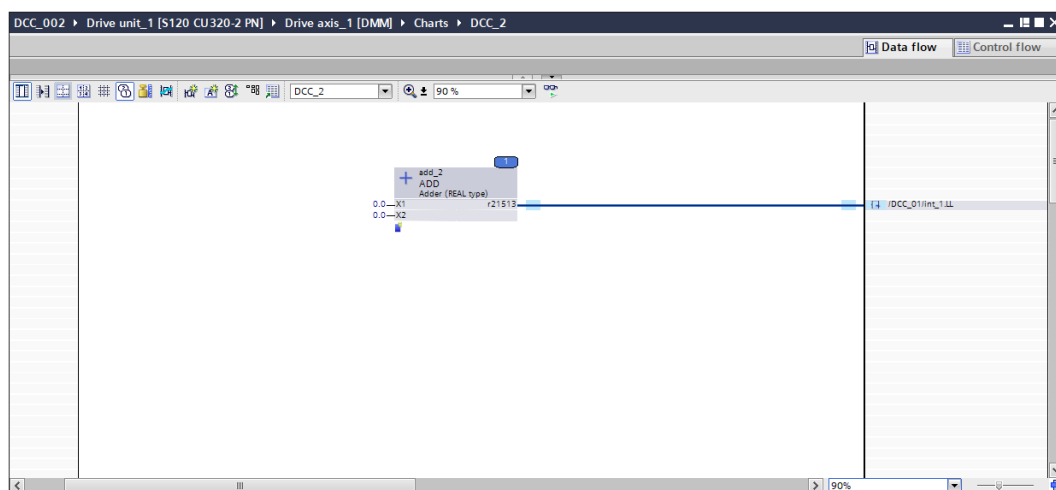 DCC_002 ▸ Drive unit_1 [S120 CU320-2 PN] ▸ Drive axis_1 [DMM] ▸ Charts ▸ DCC_2
Data flow
Control flow
DCC_2
90 %
1
add_2
ADD
Adder (REAL type)
0.0 X1 r21513
0.0 X2
/DCC_01/int_1.LL
90%